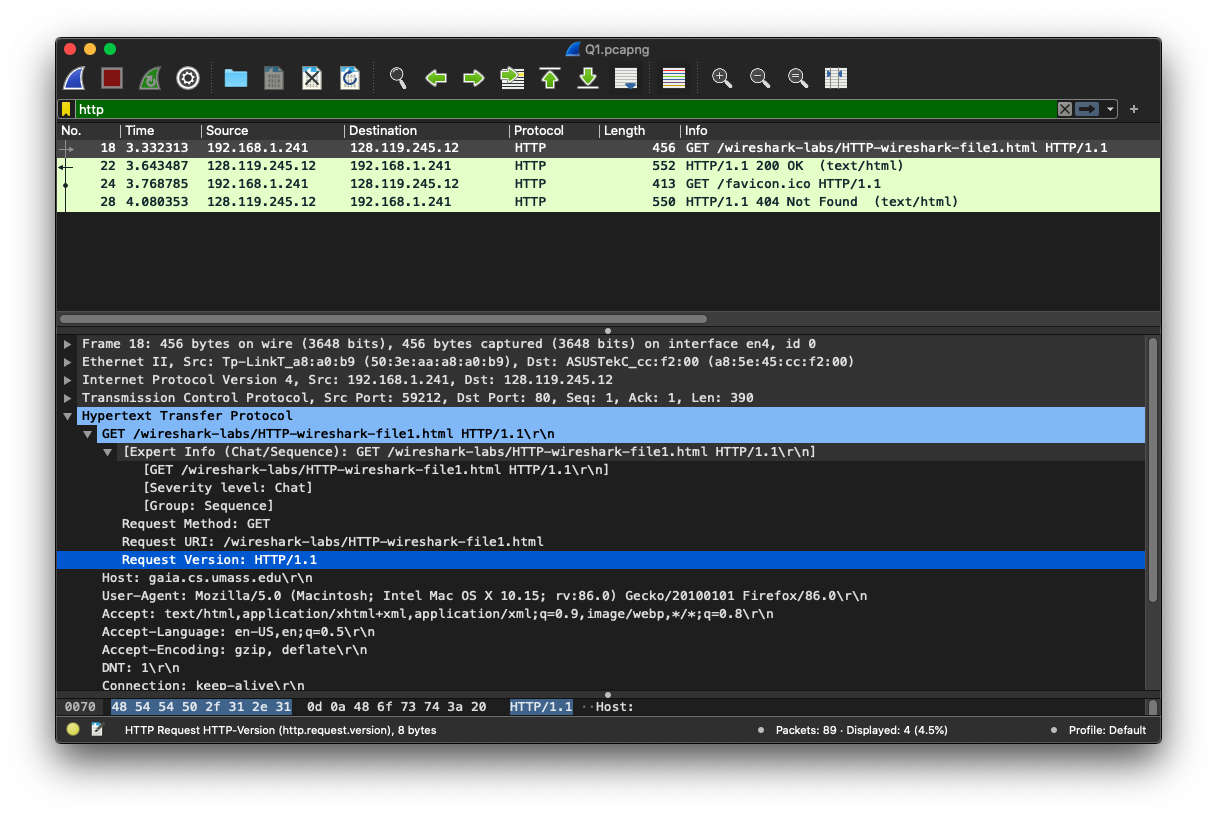 Q1.pcapng
http
No. Time Source Destination Protocol Length Info
18 3.332313 192.168.1.241 128.119.245.12 HTTP 456 GET /wireshark-labs/HTTP-wireshark-file1.html HTTP/1.1
22 3.643487 128.119.245.12 192.168.1.241 HTTP 552 HTTP/1.1 200 OK  (text/html)
24 3.768785 192.168.1.241 128.119.245.12 HTTP 413 GET /favicon.ico HTTP/1.1
28 4.080353 128.119.245.12 192.168.1.241 HTTP 550 HTTP/1.1 404 Not Found  (text/html)
Frame 18: 456 bytes on wire (3648 bits), 456 bytes captured (3648 bits) on interface en4, id 0
Ethernet II, Src: Tp-LinkT_a8:a0:b9 (50:3e:aa:a8:a0:b9), Dst: ASUSTekC_cc:f2:00 (a8:5e:45:cc:f2:00)
Internet Protocol Version 4, Src: 192.168.1.241, Dst: 128.119.245.12
Transmission Control Protocol, Src Port: 59212, Dst Port: 80, Seq: 1, Ack: 1, Len: 390
Hypertext Transfer Protocol
GET /wireshark-labs/HTTP-wireshark-file1.html HTTP/1.1\r\n
[Expert Info (Chat/Sequence): GET /wireshark-labs/HTTP-wireshark-file1.html HTTP/1.1\r\n]
[GET /wireshark-labs/HTTP-wireshark-file1.html HTTP/1.1\r\n]
[Severity level: Chat]
[Group: Sequence]
Request Method: GET
Request URI: /wireshark-labs/HTTP-wireshark-file1.html
Request Version: HTTP/1.1
Host: gaia.cs.umass.edu\r\n
User-Agent: Mozilla/5.0 (Macintosh; Intel Mac OS X 10.15; rv:86.0) Gecko/20100101 Firefox/86.0\r\n
Accept: text/html,application/xhtml+xml,application/xml;q=0.9,image/webp,*/*;q=0.8\r\n
Accept-Language: en-US,en;q=0.5\r\n
Accept-Encoding: gzip, deflate\r\n
DNT: 1\r\n
Connection: keep-alive\r\n
0070 48 54 54 50 2f 31 2e 31 0d 0a 48 6f 73 74 3a 20 HTTP/1.1 ··Host:
HTTP Request HTTP-Version (http.request.version), 8 bytes Packets: 89 · Displayed: 4 (4.5%) Profile: Default